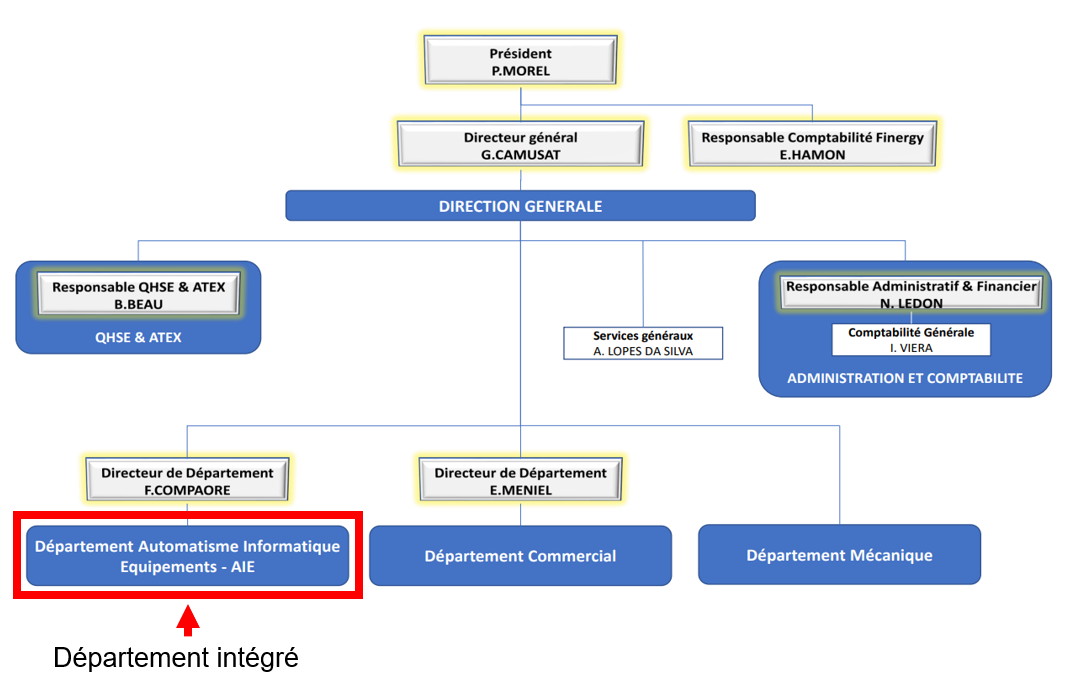 Président
P.MOREL
Directeur général
G.CAMUSAT
Responsable Comptabilité Finergy
E.HAMON
DIRECTION GENERALE
Responsable QHSE & ATEX
B.BEAU
QHSE & ATEX
Services généraux
A. LOPES DA SILVA
Responsable Administratif & Financier
N. LEDON
Comptabilité Générale
I. VIERA
ADMINISTRATION ET COMPTABILITE
Directeur de Département
F.COMPAORE
Directeur de Département
E.MENIEL
Département Automatisme Informatique
Equipements - AIE
Département Commercial
Département Mécanique
Département intégré